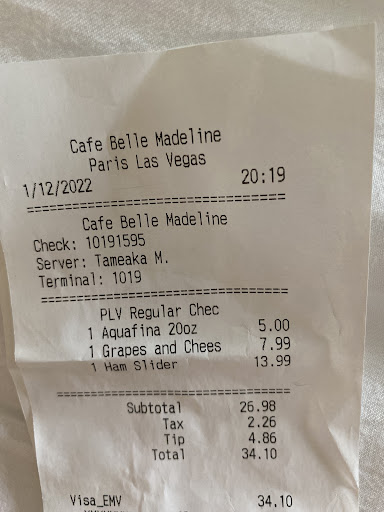 Cafe Belle Madeline
Paris Las Vegas
1/12/2022 20:19
==================================
Cafe Belle Madeline
Check: 10191595
Server: Tameaka M.
Terminal: 1019
==================================
PLV Regular Chec
1 Aquafina 20oz 5.00
1 Grapes and Chees 7.99
1 Ham Slider 13.99
==================================
Subtotal 26.98
Tax 2.26
Tip 4.86
Total 34.10
Visa_EMV 34.10